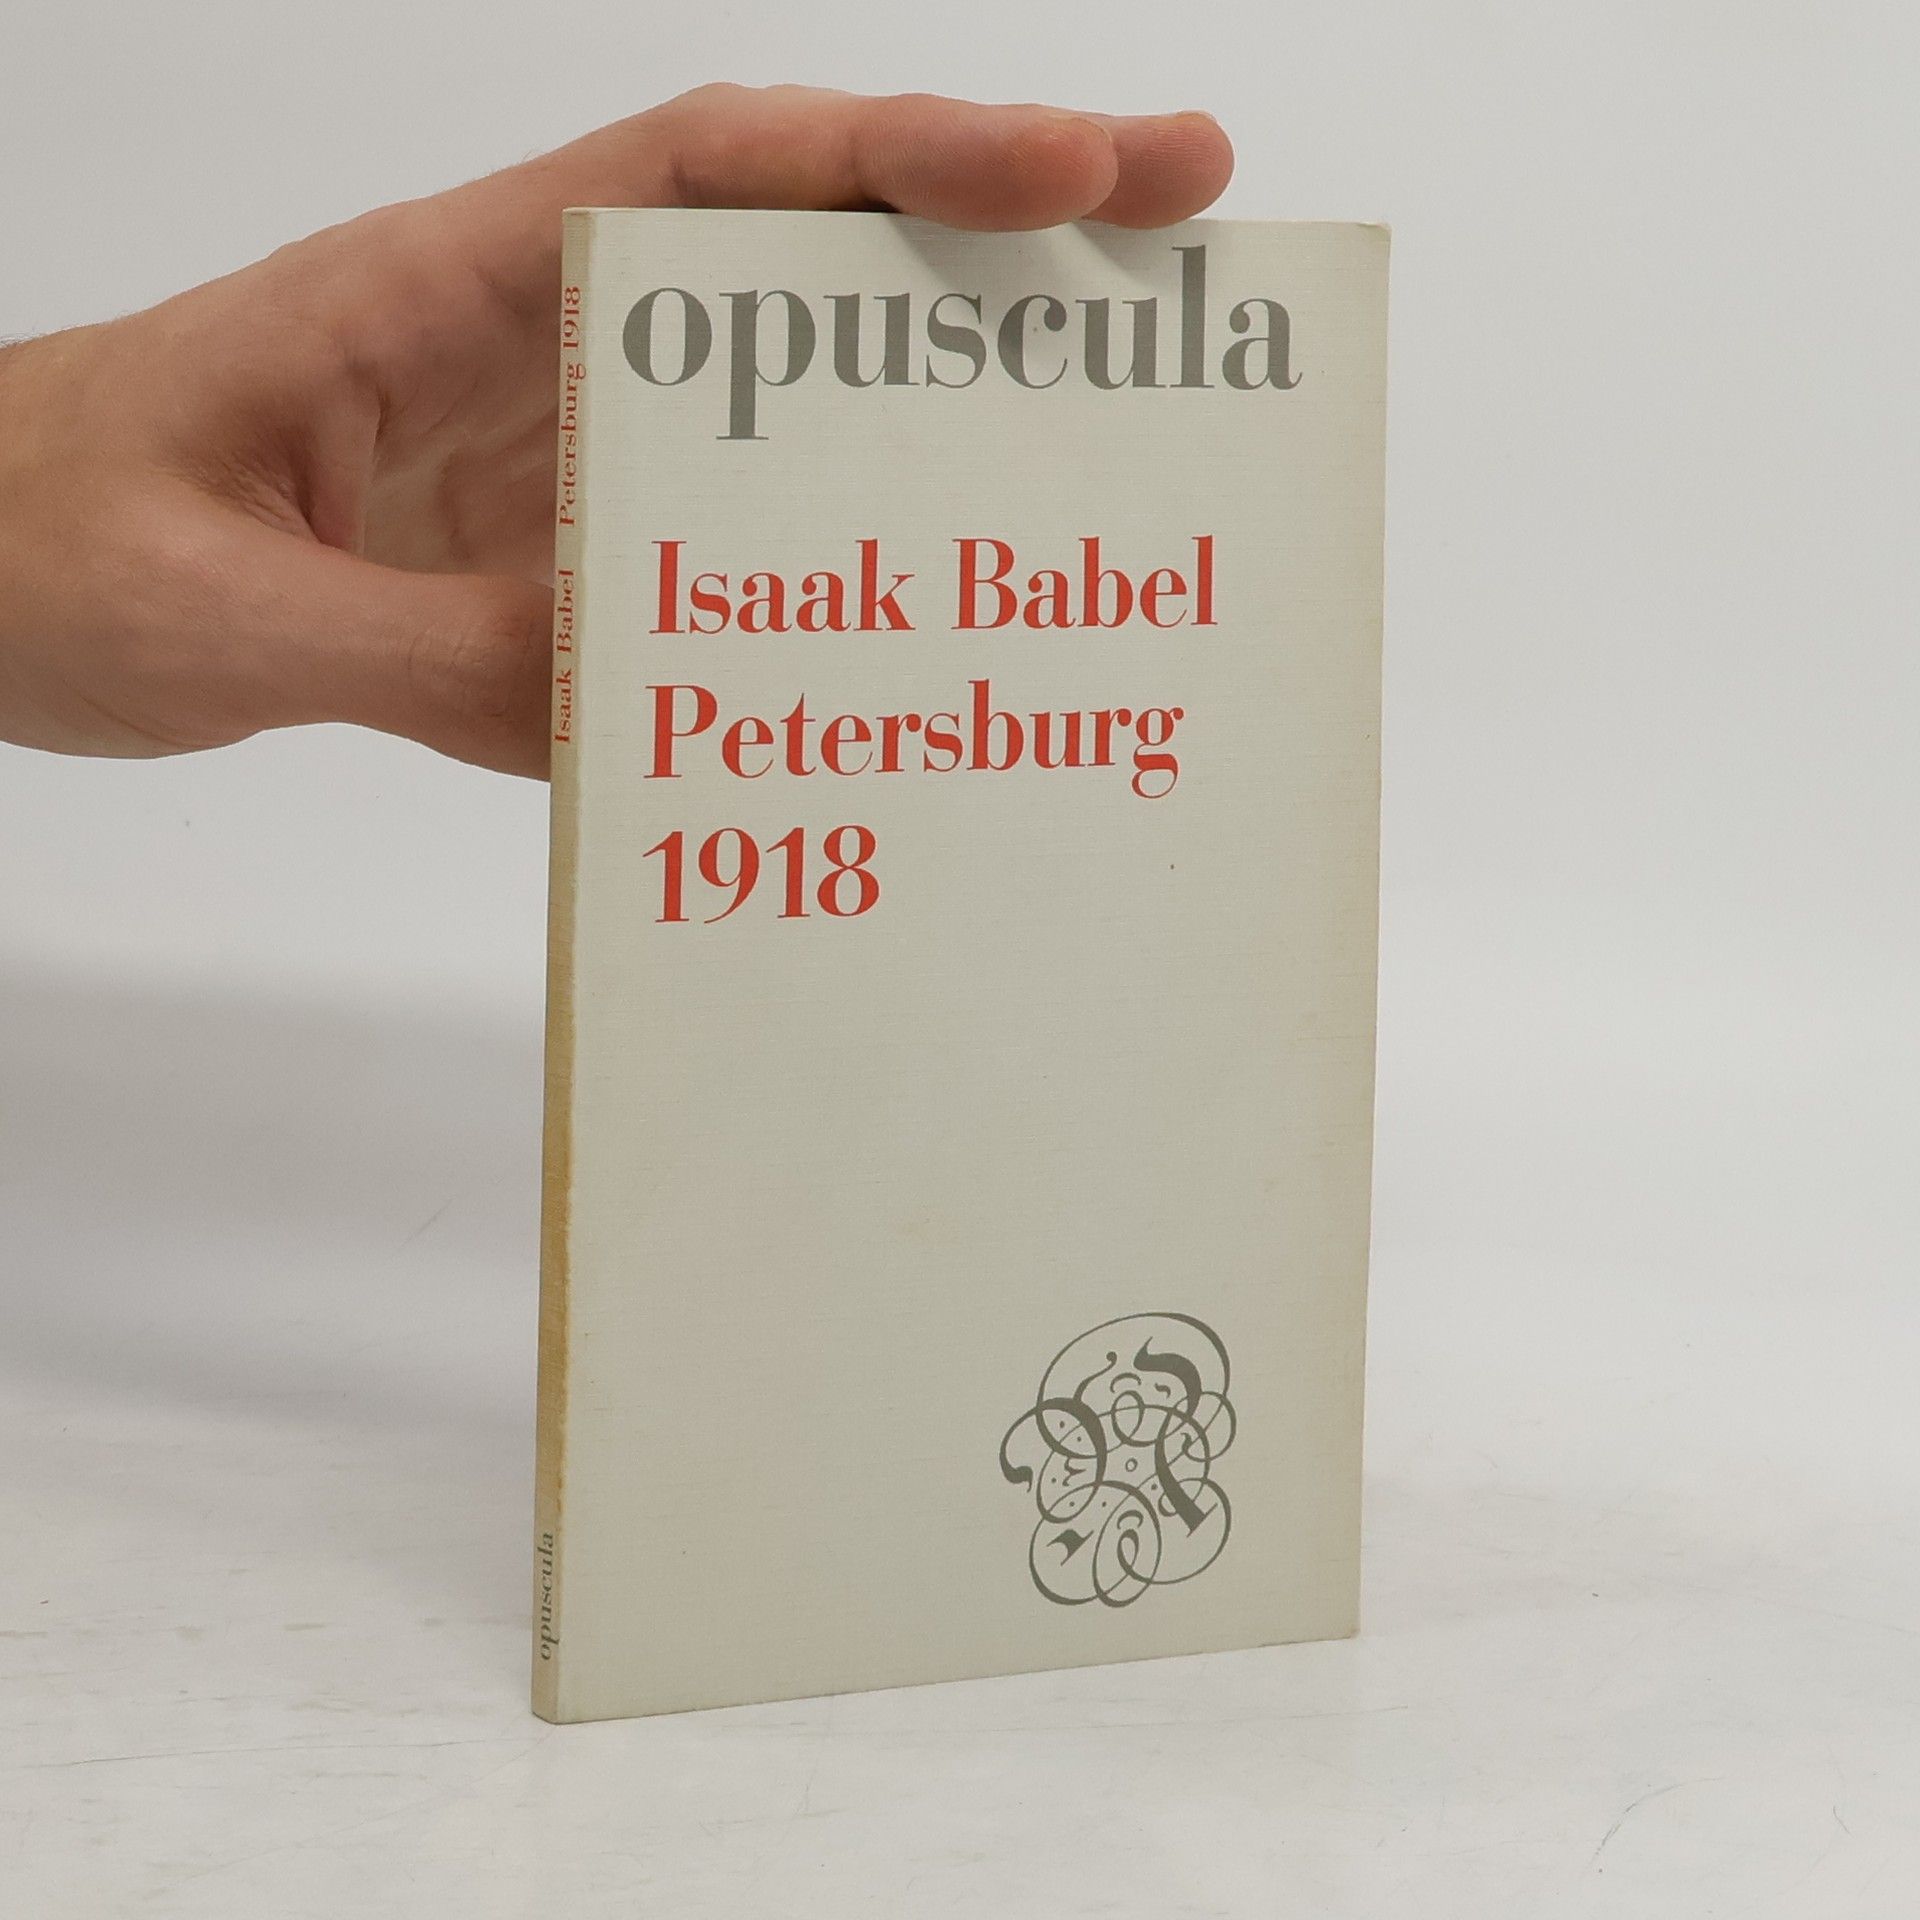 opuscula
Isaak Babel
Petersburg
1918
Isaak Babel Petersburg 1918
opuscula